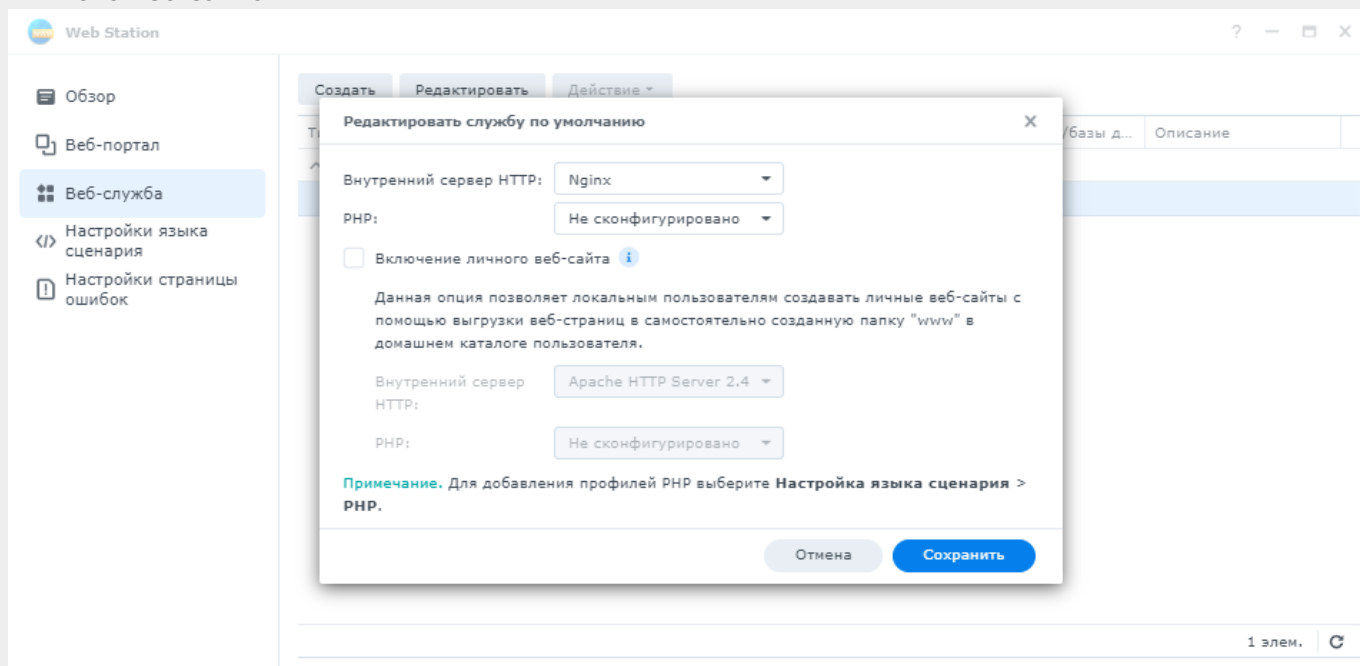 Web Station
Обзор
Веб-портал
Веб-служба
Настройки языка
сценария
Настройки страницы
ошибок
Создать Редактировать Действие
/базы д... Описание
Редактировать службу по умолчанию
Внутренний сервер HTTP: Nginx
PHP: Не сконфигурировано
Включение личного веб-сайта
Данная опция позволяет локальным пользователям создавать личные веб-сайты с
помощью выгрузки веб-страниц в самостоятельно созданную папку "www" в
домашнем каталоге пользователя.
Внутренний сервер
HTTP:
Apache HTTP Server 2.4
PHP: Не сконфигурировано
Примечание. Для добавления профилей PHP выберите Настройка языка сценария >
PHP.
Отмена Сохранить
1 элем.